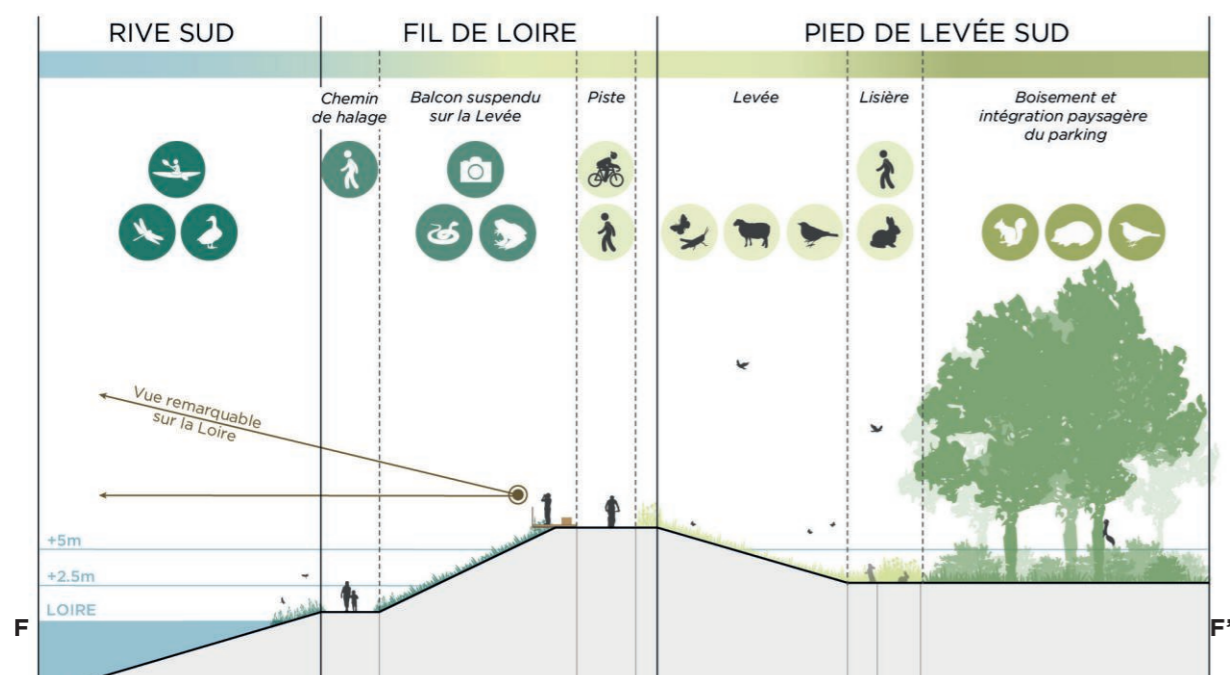 RIVE SUD
FIL DE LOIRE
PIED DE LEVÉE SUD
Chemin
de halage
Balcon suspendu
sur la Levée
Piste
Levée
Lisière
Boisement et
intégration paysagère
du parking
Vue remarquable
sur la Loire
+5m
+2.5m
LOIRE
F
F’